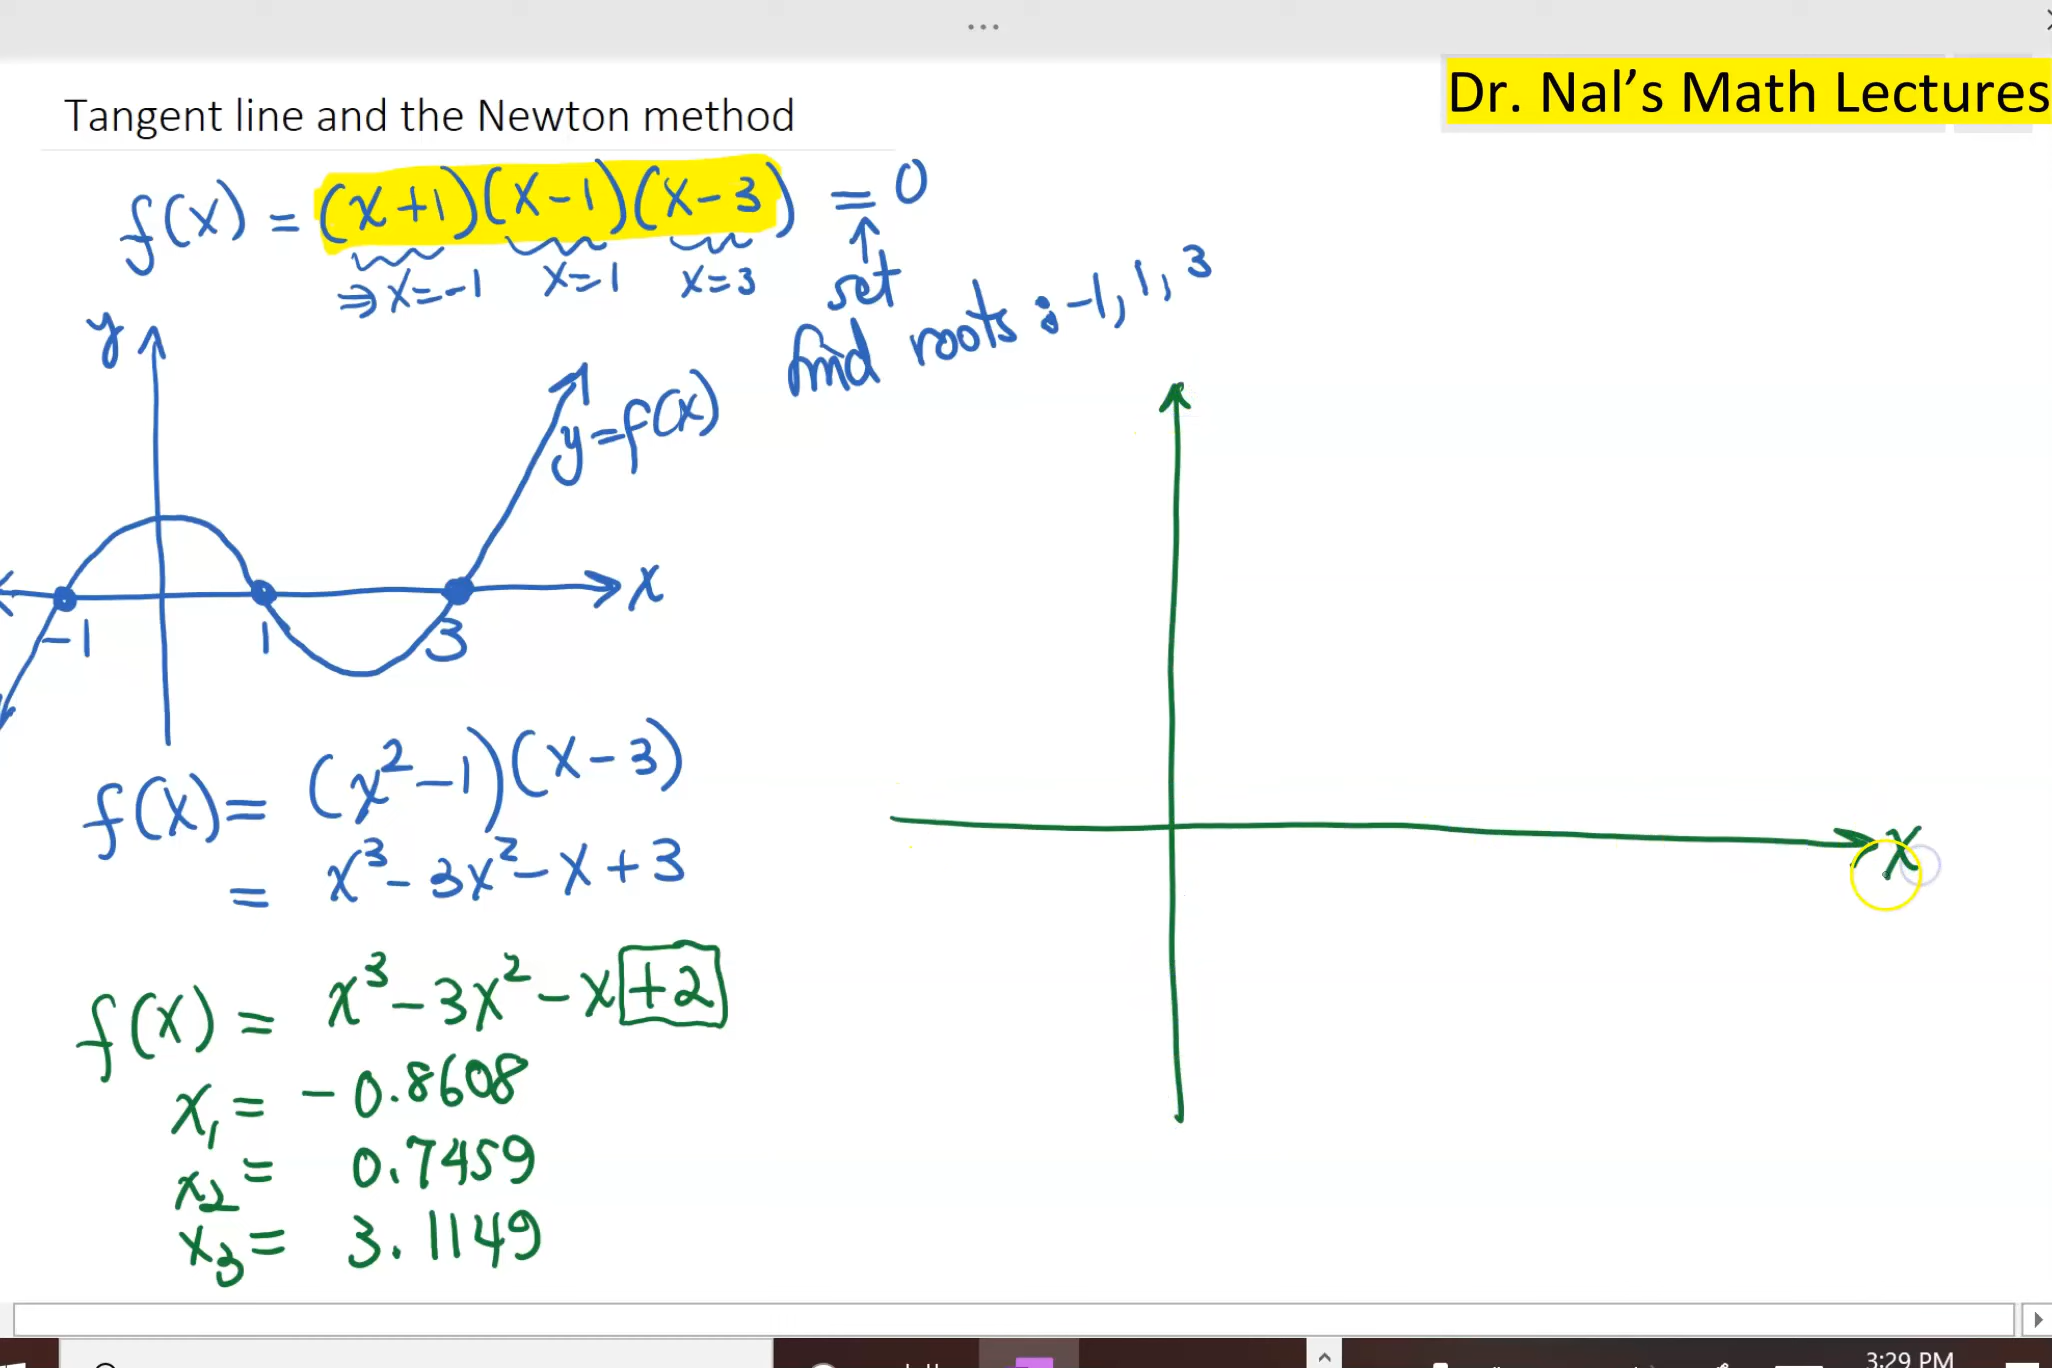 ...
Dr. Nal’s Math Lectures
Tangent line and the Newton method
f(x) = (x+1)(x-1)(x-3) = 0
⇒ x=-1 x=1 x=3 set
find roots : -1, 1, 3
y
y=f(x)
x
-1 1 3
f(x)= (x²-1)(x-3)
= x³-3x²-x+3
f(x) = x³-3x²-x+2
x₁= -0.8608
x₂= 0.7459
x₃= 3.1149
x
3:29 PM